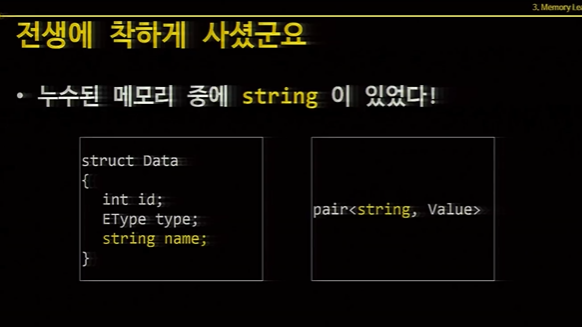 3. Memory Lea
전생에 착하게 사셨군요
• 누수된 메모리 중에 string 이 있었다!
struct Data
{
int id;
EType type;
string name;
}
pair<string, Value>